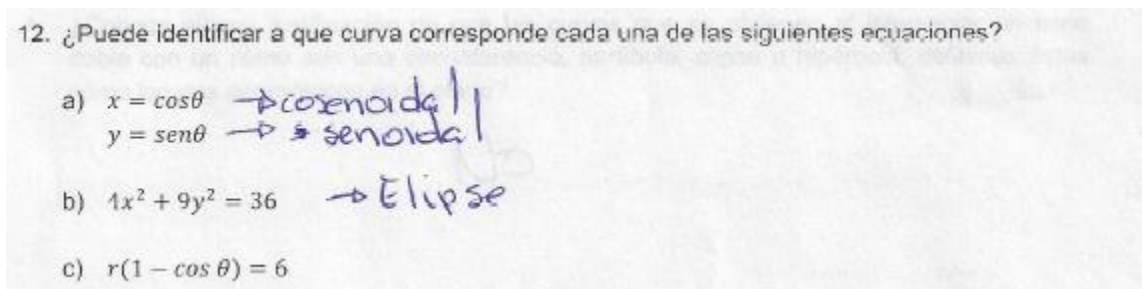 12. ¿Puede identificar a que curva corresponde cada una de las siguientes ecuaciones?
a) x = cosθ → cosenoidal
y = senθ → senoidal
b) 4x² + 9y² = 36 → Elipse
c) r(1 − cos θ) = 6